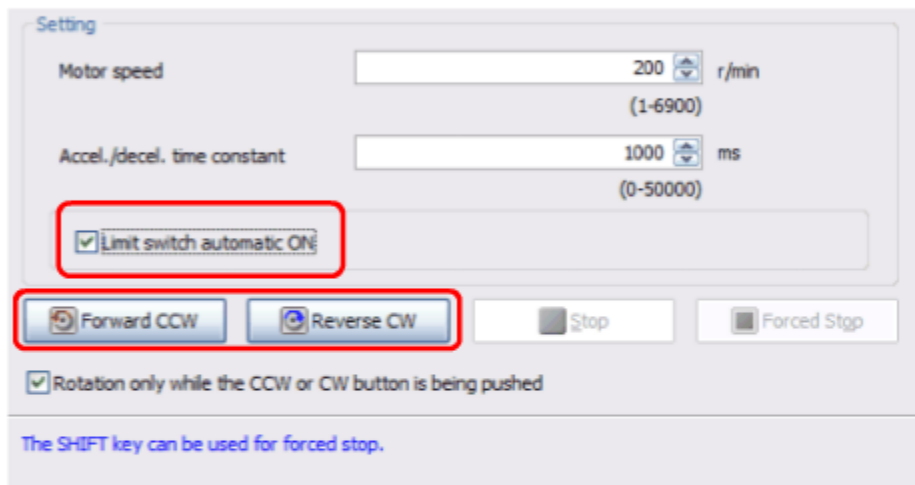 Setting
Motor speed 200 r/min
(1-6900)
Accel./decel. time constant 1000 ms
(0-50000)
Limit switch automatic ON
Forward CCW Reverse CW Stop Forced Stop
Rotation only while the CCW or CW button is being pushed
The SHIFT key can be used for forced stop.